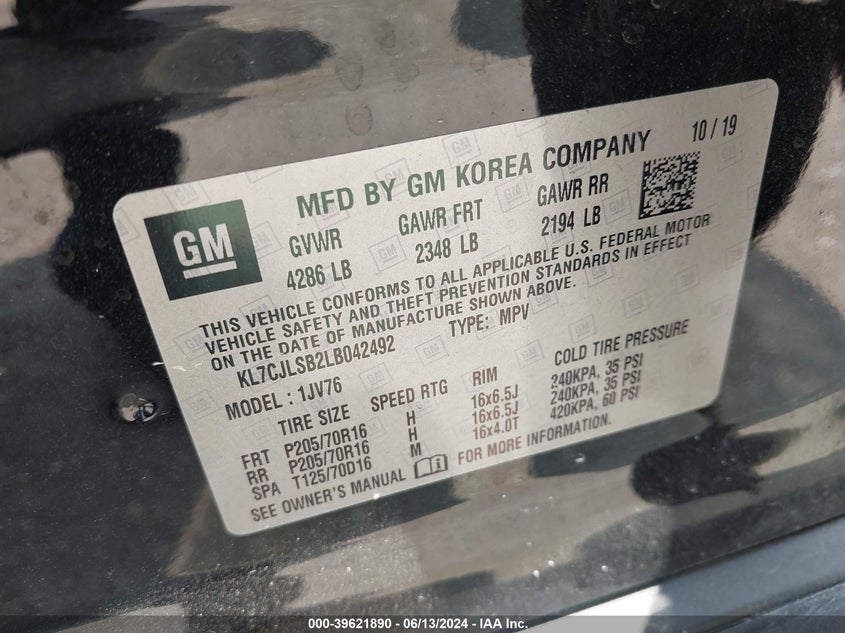 MFD BY GM KOREA COMPANY 10 / 19
GM
GVWR GAWR FRT GAWR RR
4286 LB 2348 LB 2194 LB
THIS VEHICLE CONFORMS TO ALL APPLICABLE U.S. FEDERAL MOTOR
VEHICLE SAFETY AND THEFT PREVENTION STANDARDS IN EFFECT
ON THE DATE OF MANUFACTURE SHOWN ABOVE.
KL7CJLSB2LB042492 TYPE: MPV
MODEL : 1JV76
TIRE SIZE SPEED RTG RIM COLD TIRE PRESSURE
FRT P205/70R16 H 16x6.5J 240KPA, 35 PSI
RR P205/70R16 H 16x6.5J 240KPA, 35 PSI
SPA T125/70D16 M 16x4.0T 420KPA, 60 PSI
SEE OWNER'S MANUAL FOR MORE INFORMATION.
000-39621890 - 06/13/2024 - IAA Inc.